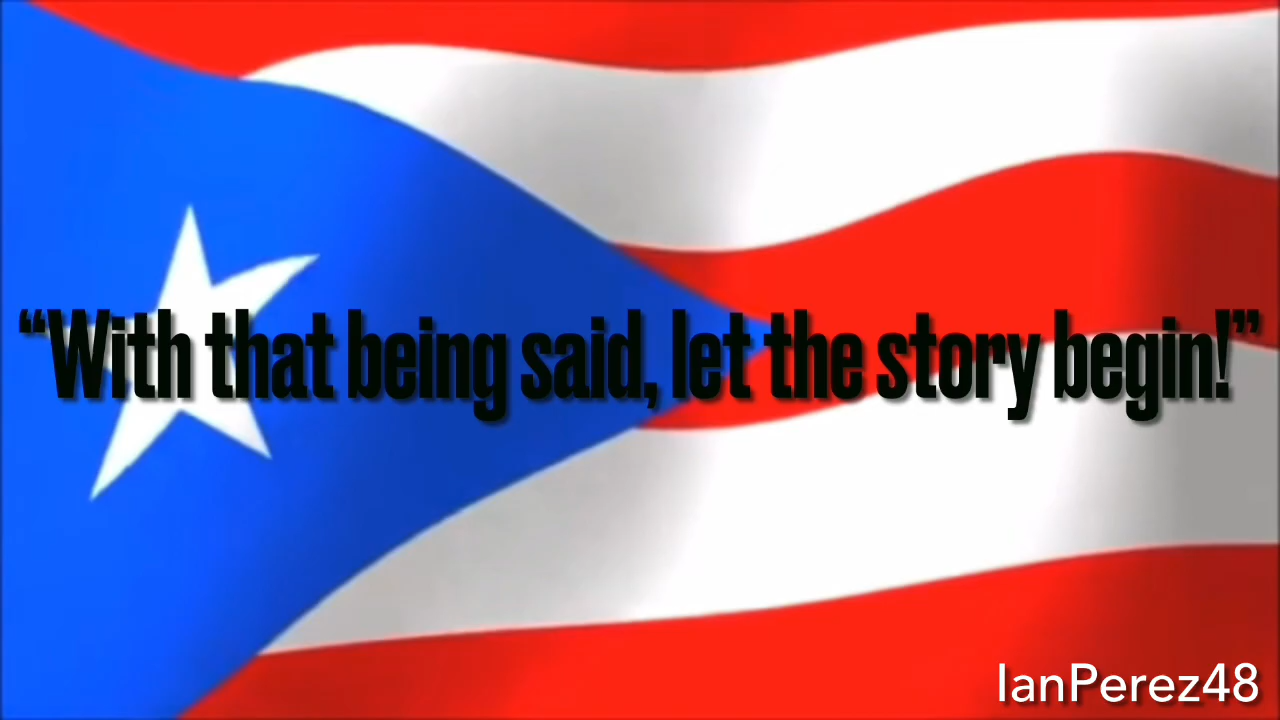 “With that being said, let the story begin!”
IanPerez48